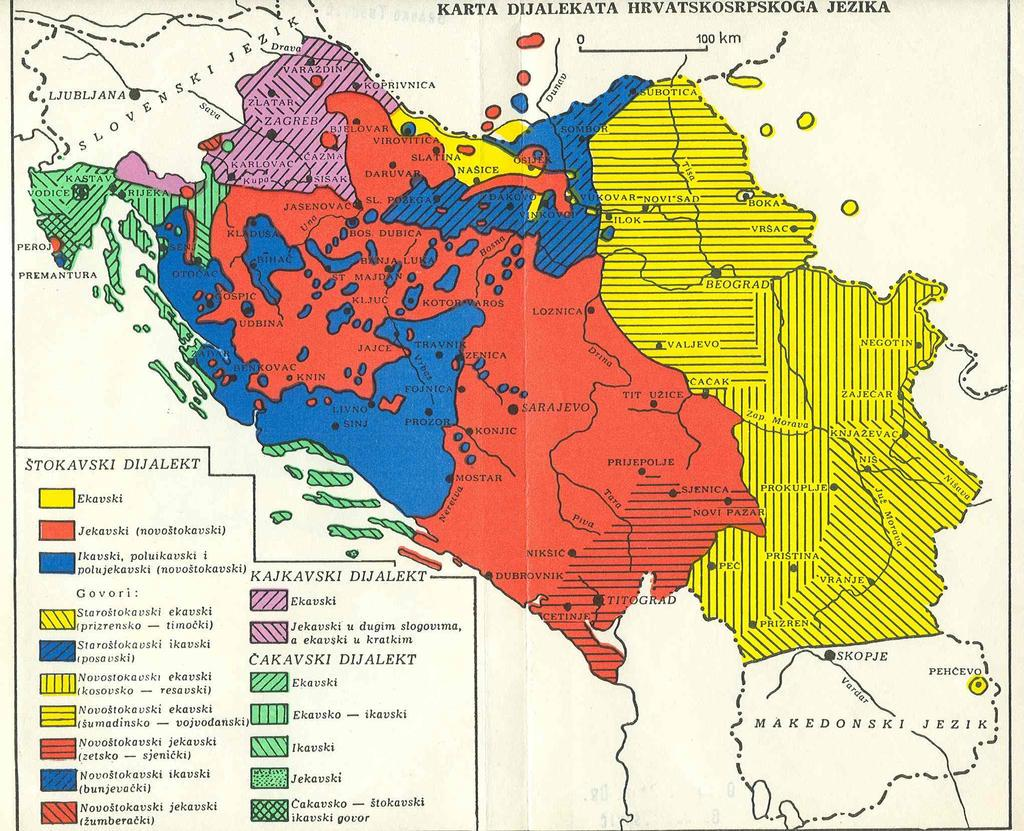 KARTA DIJALEKATA HRVATSKOSRPSKOGA JEZIKA
0 100 km
SLOVENSKI JEZIK
Drava
VARAŽDIN
KOPRIVNICA
LJUBLJANA
ZLATAR
Sava
ZAGREB
BJELOVAR
VIROVITICA
Dunav
SUBOTICA
SOMBOR
ČAZMA
SLATINA
OSIJEK
Tisa
KARLOVAC
Kupa
SISAK
DARUVAR
NAŠICE
KASTAV
VODICE
RIJEKA
JASENOVAC
SL. POŽEGA
ĐAKOVO
VINKOVCI
VUKOVAR
NOVI SAD
BOKA
ILOK
VRŠAC
Una
KLADUŠA
BOS. DUBICA
Bosna
PEROJ
SENJ
BIHAĆ
BANJA LUKA
PREMANTURA
OTOČAC
ST. MAJDAN
BEOGRAD
GOSPIĆ
KLJUČ
KOTOR-VAROŠ
UDBINA
LOZNICA
JAJCE
Vrbas
TRAVNIK
ZENICA
Drina
VALJEVO
NEGOTIN
ZADAR
BENKOVAC
KNIN
FOJNICA
ČAČAK
TIT. UŽICE
ZAJEČAR
LIVNO
SINJ
PROZOR
SARAJEVO
Zap. Morava
KONJIC
KNJAŽEVAC
NIŠ
Nišava
MOSTAR
Neretva
PRIJEPOLJE
SJENICA
NOVI PAZAR
PROKUPLJE
Juž. Morava
Tara
Piva
NIKŠIĆ
PEĆ
PRIŠTINA
VRANJE
DUBROVNIK
TITOGRAD
CETINJE
PRIZREN
SKOPJE
PEHČEVO
Vardar
MAKEDONSKI JEZIK
ŠTOKAVSKI DIJALEKT
Ekavski
Jekavski (novoštokavski)
Ikavski, poluikavski i
polujekavski (novoštokavski)
Govori:
Staroštokavski ekavski
(prizrensko — timočki)
Staroštokavski ikavski
(posavski)
Novoštokavski ekavski
(kosovsko — resavski)
Novoštokavski ekavski
(šumadinsko — vojvođanski)
Novoštokavski jekavski
(zetsko — sjenički)
Novoštokavski ikavski
(bunjevački)
Novoštokavski jekavski
(žumberački)
KAJKAVSKI DIJALEKT
Ekavski
Jekavski u dugim slogovima,
a ekavski u kratkim
ČAKAVSKI DIJALEKT
Ekavski
Ekavsko — ikavski
Ikavski
Jekavski
Čakavsko — štokavski
ikavski govor